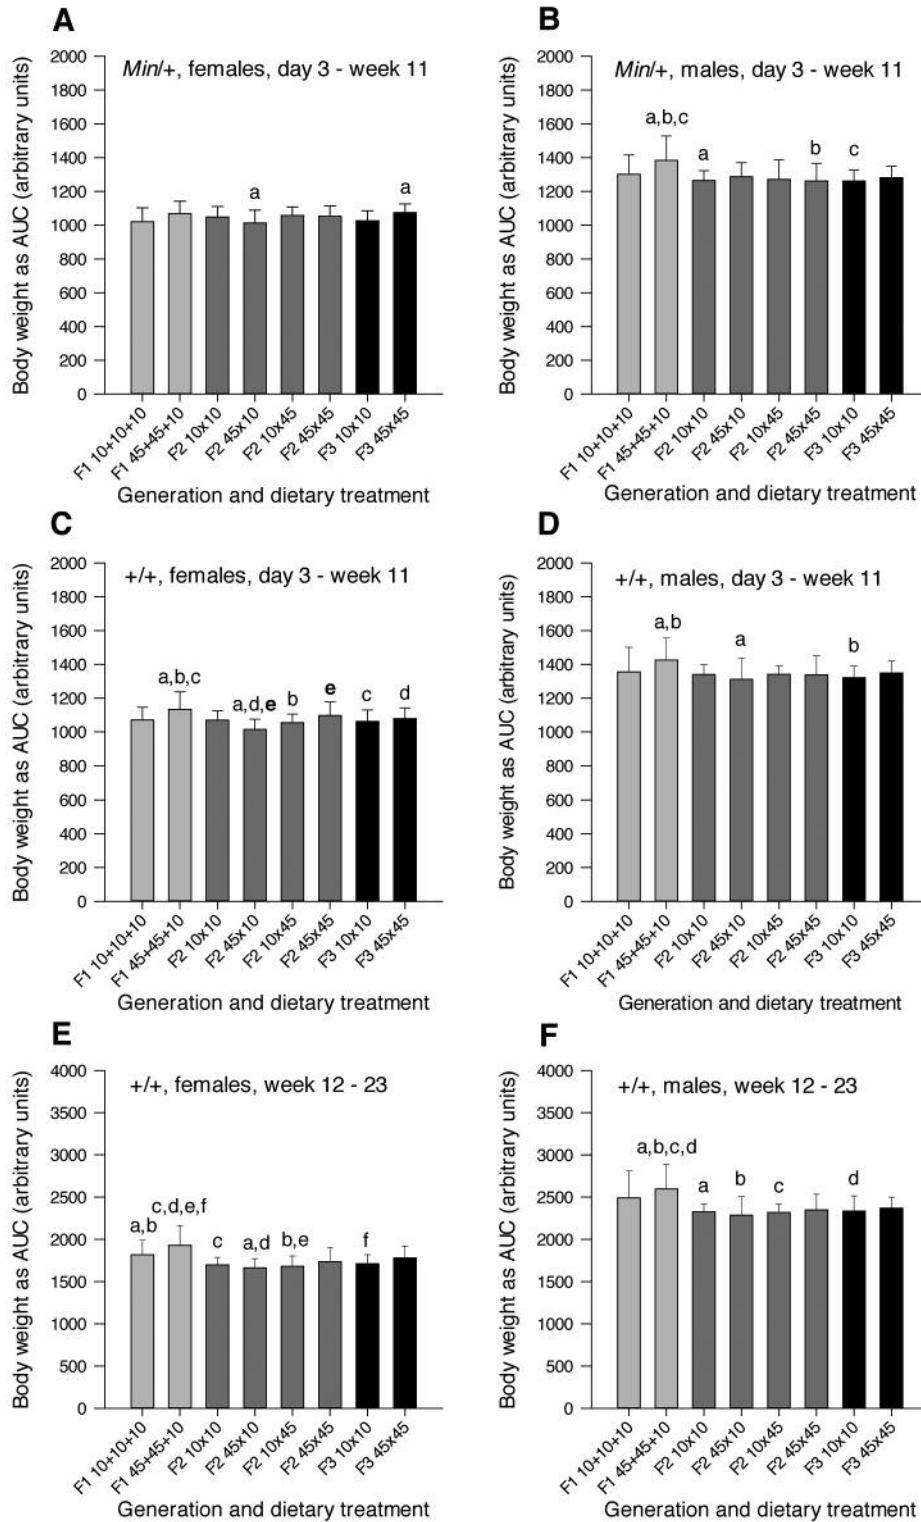 A
Min/+, females, day 3 - week 11
Body weight as AUC (arbitrary units)
2000
1800
1600
1400
1200
1000
800
600
400
200
0
a
a
F1 10+10+10
F1 45+45+10
F2 10x10
F2 45x10
F2 10x45
F2 45x45
F3 10x10
F3 45x45
Generation and dietary treatment
B
Min/+, males, day 3 - week 11
Body weight as AUC (arbitrary units)
2000
1800
1600
1400
1200
1000
800
600
400
200
0
a,b,c
a
b
c
F1 10+10+10
F1 45+45+10
F2 10x10
F2 45x10
F2 10x45
F2 45x45
F3 10x10
F3 45x45
Generation and dietary treatment
C
+/+, females, day 3 - week 11
Body weight as AUC (arbitrary units)
2000
1800
1600
1400
1200
1000
800
600
400
200
0
a,b,c
a,d,e
b
e
c
d
F1 10+10+10
F1 45+45+10
F2 10x10
F2 45x10
F2 10x45
F2 45x45
F3 10x10
F3 45x45
Generation and dietary treatment
D
+/+, males, day 3 - week 11
Body weight as AUC (arbitrary units)
2000
1800
1600
1400
1200
1000
800
600
400
200
0
a,b
a
b
F1 10+10+10
F1 45+45+10
F2 10x10
F2 45x10
F2 10x45
F2 45x45
F3 10x10
F3 45x45
Generation and dietary treatment
E
+/+, females, week 12 - 23
Body weight as AUC (arbitrary units)
4000
3500
3000
2500
2000
1500
1000
500
0
a,b
c,d,e,f
c
a,d
b,e
f
F1 10+10+10
F1 45+45+10
F2 10x10
F2 45x10
F2 10x45
F2 45x45
F3 10x10
F3 45x45
Generation and dietary treatment
F
+/+, males, week 12 - 23
Body weight as AUC (arbitrary units)
4000
3500
3000
2500
2000
1500
1000
500
0
a,b,c,d
a
b
c
d
F1 10+10+10
F1 45+45+10
F2 10x10
F2 45x10
F2 10x45
F2 45x45
F3 10x10
F3 45x45
Generation and dietary treatment